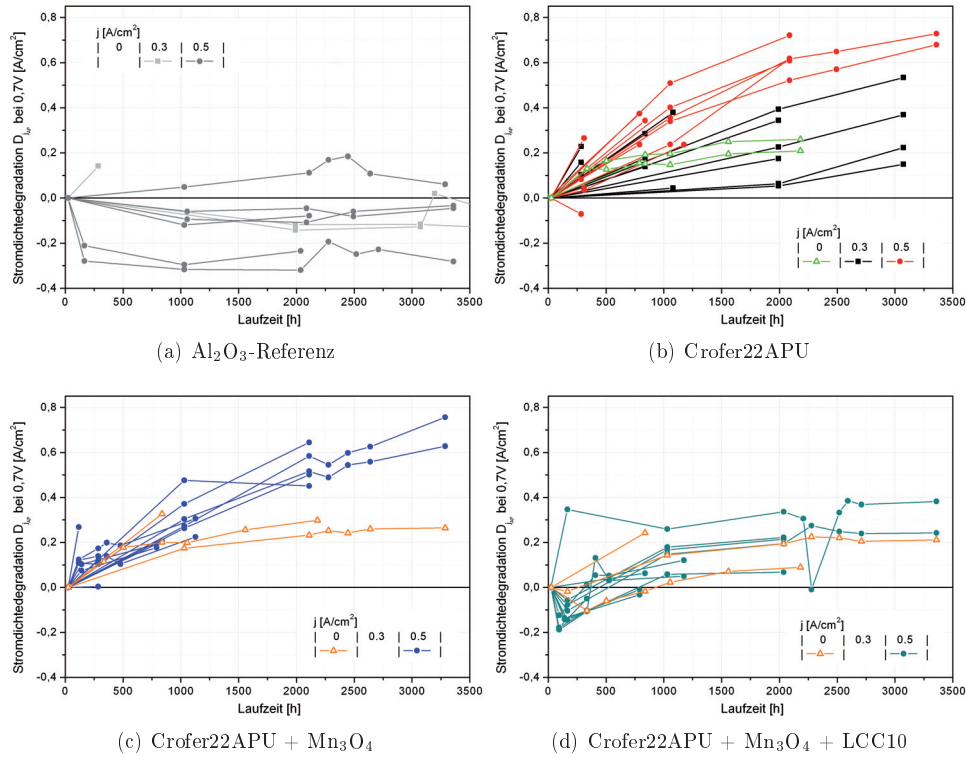 Stromdichtedegradation D_jAP bei 0,7V [A/cm²]
0,8
0,6
0,4
0,2
0,0
-0,2
-0,4
j [A/cm²]
| 0 | 0.3 | 0.5 |
0 500 1000 1500 2000 2500 3000 3500
Laufzeit [h]
(a) Al₂O₃-Referenz
Stromdichtedegradation D_jAP bei 0,7V [A/cm²]
0,8
0,6
0,4
0,2
0,0
-0,2
-0,4
j [A/cm²]
| 0 | 0.3 | 0.5 |
0 500 1000 1500 2000 2500 3000 3500
Laufzeit [h]
(b) Crofer22APU
Stromdichtedegradation D_jAP bei 0,7V [A/cm²]
0,8
0,6
0,4
0,2
0,0
-0,2
-0,4
j [A/cm²]
| 0 | 0.3 | 0.5 |
0 500 1000 1500 2000 2500 3000 3500
Laufzeit [h]
(c) Crofer22APU + Mn₃O₄
Stromdichtedegradation D_jAP bei 0,7V [A/cm²]
0,8
0,6
0,4
0,2
0,0
-0,2
-0,4
j [A/cm²]
| 0 | 0.3 | 0.5 |
0 500 1000 1500 2000 2500 3000 3500
Laufzeit [h]
(d) Crofer22APU + Mn₃O₄ + LCC10